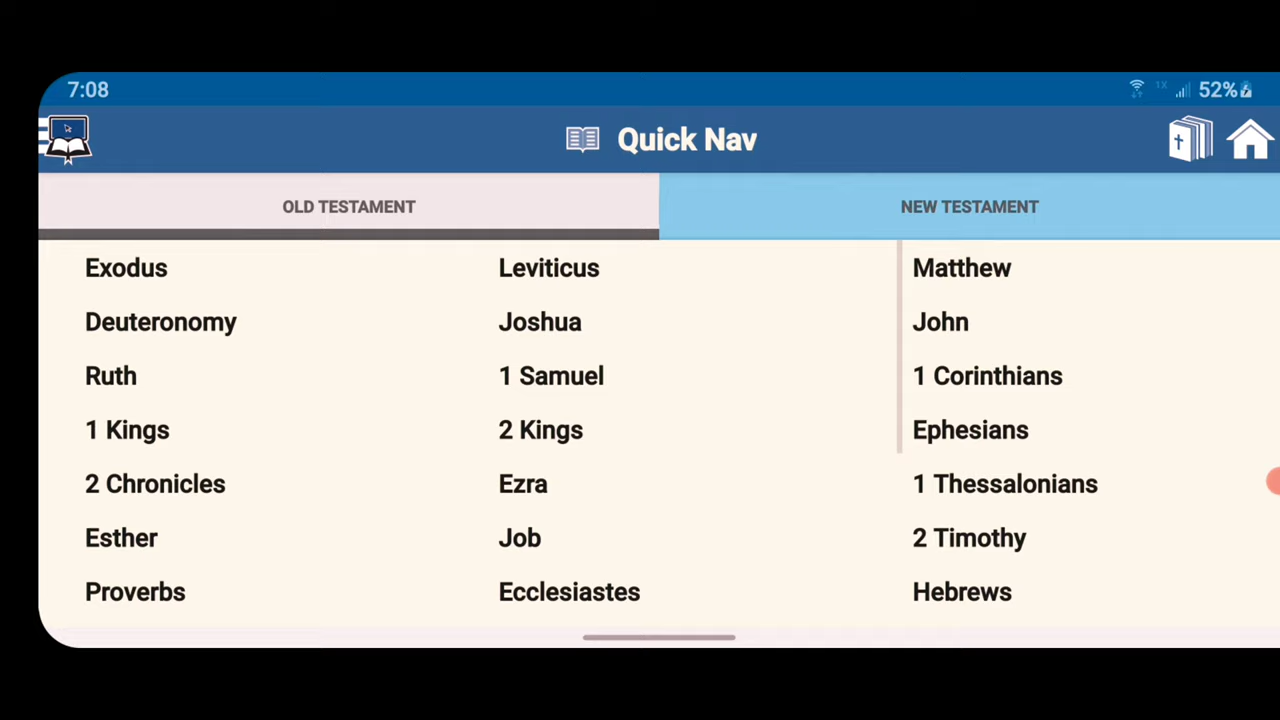 7:08
1X
52%
Quick Nav
OLD TESTAMENT
NEW TESTAMENT
Exodus
Leviticus
Matthew
Deuteronomy
Joshua
John
Ruth
1 Samuel
1 Corinthians
1 Kings
2 Kings
Ephesians
2 Chronicles
Ezra
1 Thessalonians
Esther
Job
2 Timothy
Proverbs
Ecclesiastes
Hebrews